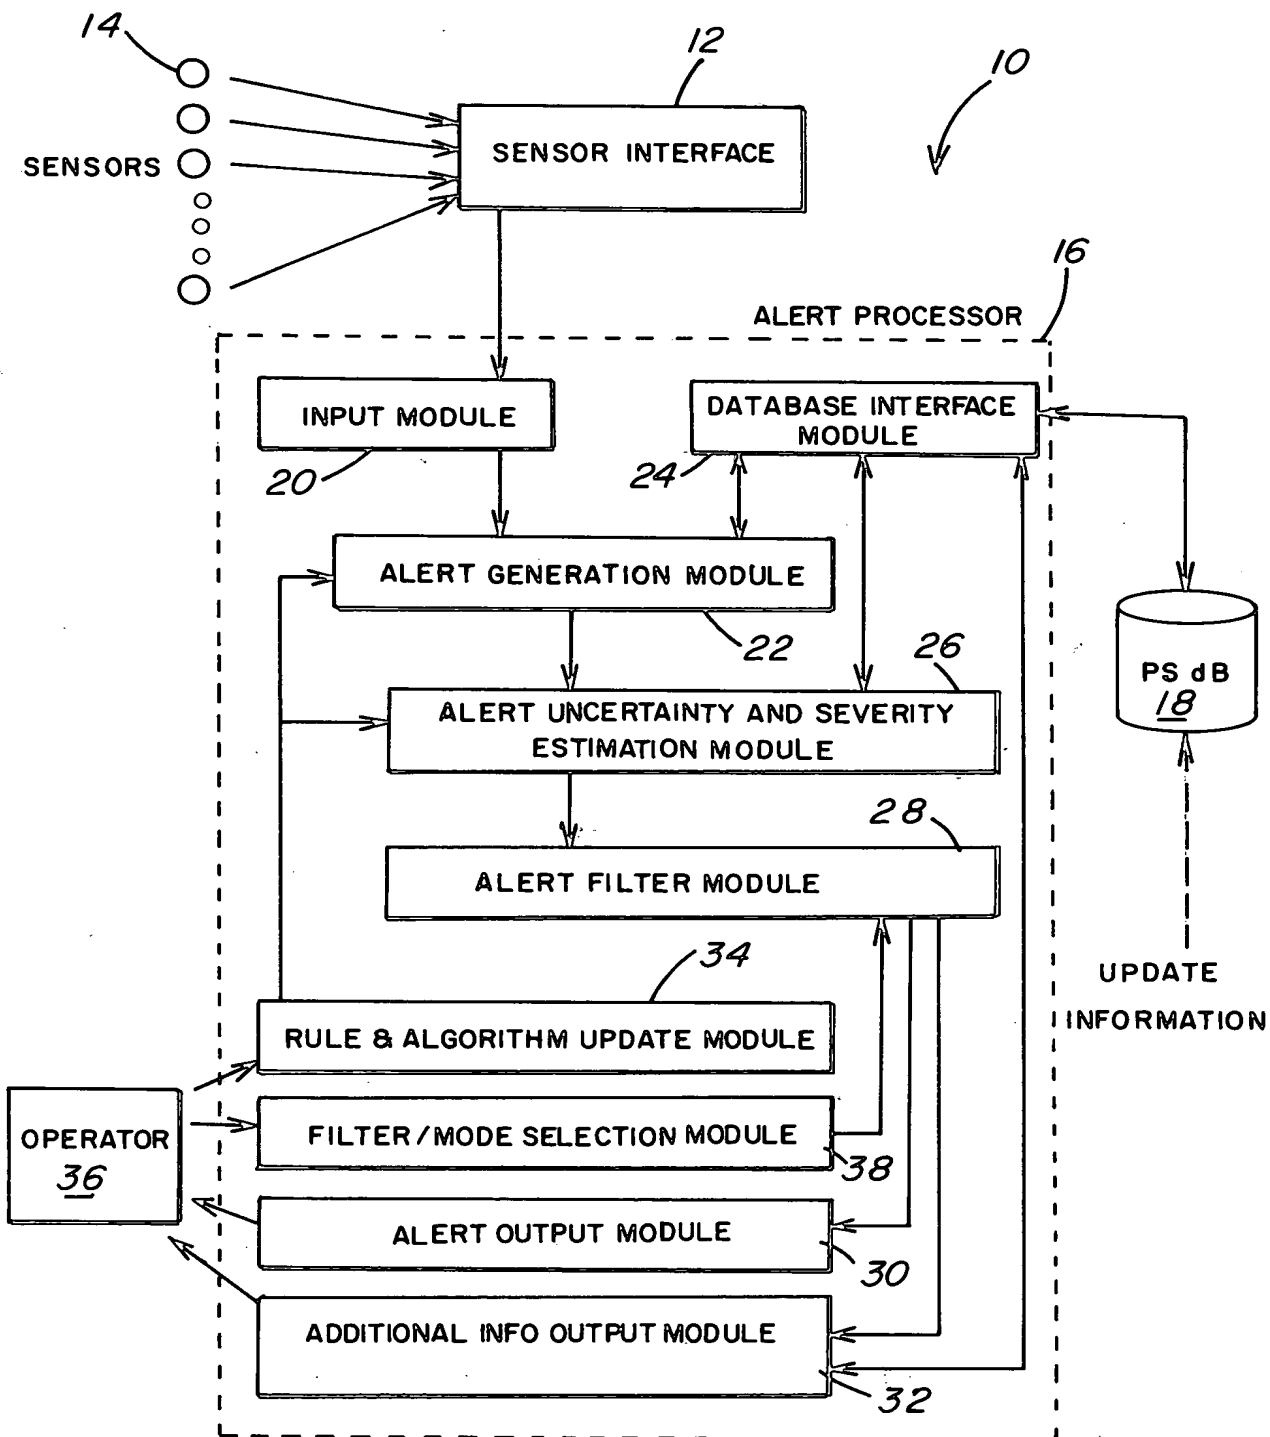 14
12
10
SENSORS
SENSOR INTERFACE
16
ALERT PROCESSOR
INPUT MODULE
20
DATABASE INTERFACE
MODULE
24
ALERT GENERATION MODULE
22
26
PS dB
18
ALERT UNCERTAINTY AND SEVERITY
ESTIMATION MODULE
28
ALERT FILTER MODULE
34
UPDATE
INFORMATION
RULE & ALGORITHM UPDATE MODULE
OPERATOR
36
FILTER/MODE SELECTION MODULE
38
ALERT OUTPUT MODULE
30
ADDITIONAL INFO OUTPUT MODULE
32